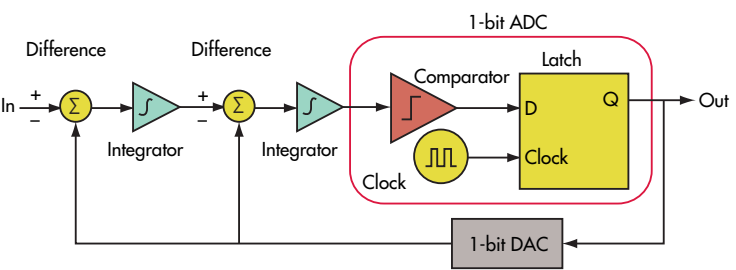 1-bit ADC
Difference
Difference
Latch
Comparator
In
+
−
Σ
∫
+
−
Σ
∫
D
Q
Out
Integrator
Integrator
Clock
Clock
1-bit DAC